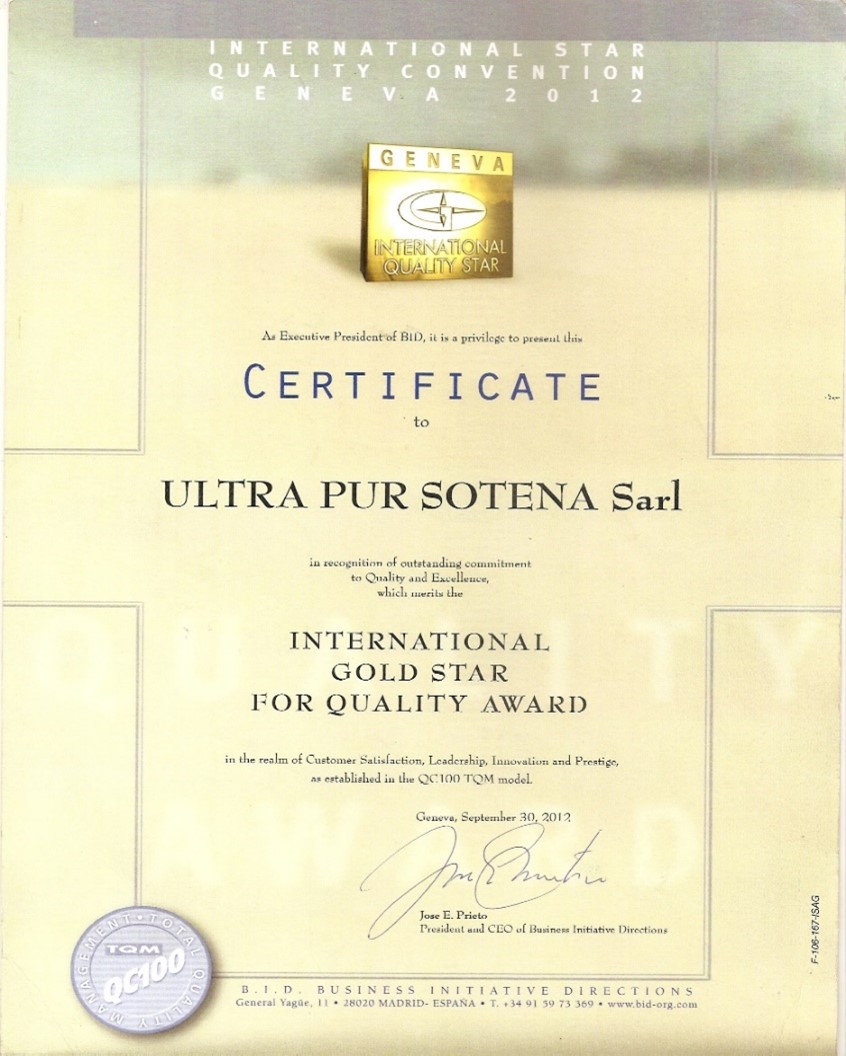 INTERNATIONAL STAR
QUALITY CONVENTION
GENEVA 2012
GENEVA
INTERNATIONAL
QUALITY STAR
As Executive President of BID, it is a privilege to present this
CERTIFICATE
to
ULTRA PUR SOTENA Sarl
in recognition of outstanding commitment
to Quality and Excellence,
which merits the
INTERNATIONAL
GOLD STAR
FOR QUALITY AWARD
in the realm of Customer Satisfaction, Leadership, Innovation and Prestige,
as established in the QC100 TQM model.
Geneva, September 30, 2012
Jose E. Prieto
President and CEO of Business Initiative Directions
F-106-167-ISAG
TOTAL QUALITY MANAGEMENT
TQM
QC100
B.I.D. BUSINESS INITIATIVE DIRECTIONS
General Yagüe, 11 • 28020 MADRID- ESPAÑA • T. +34 91 59 73 369 • www.bid-org.com
QUALITY
AWARD